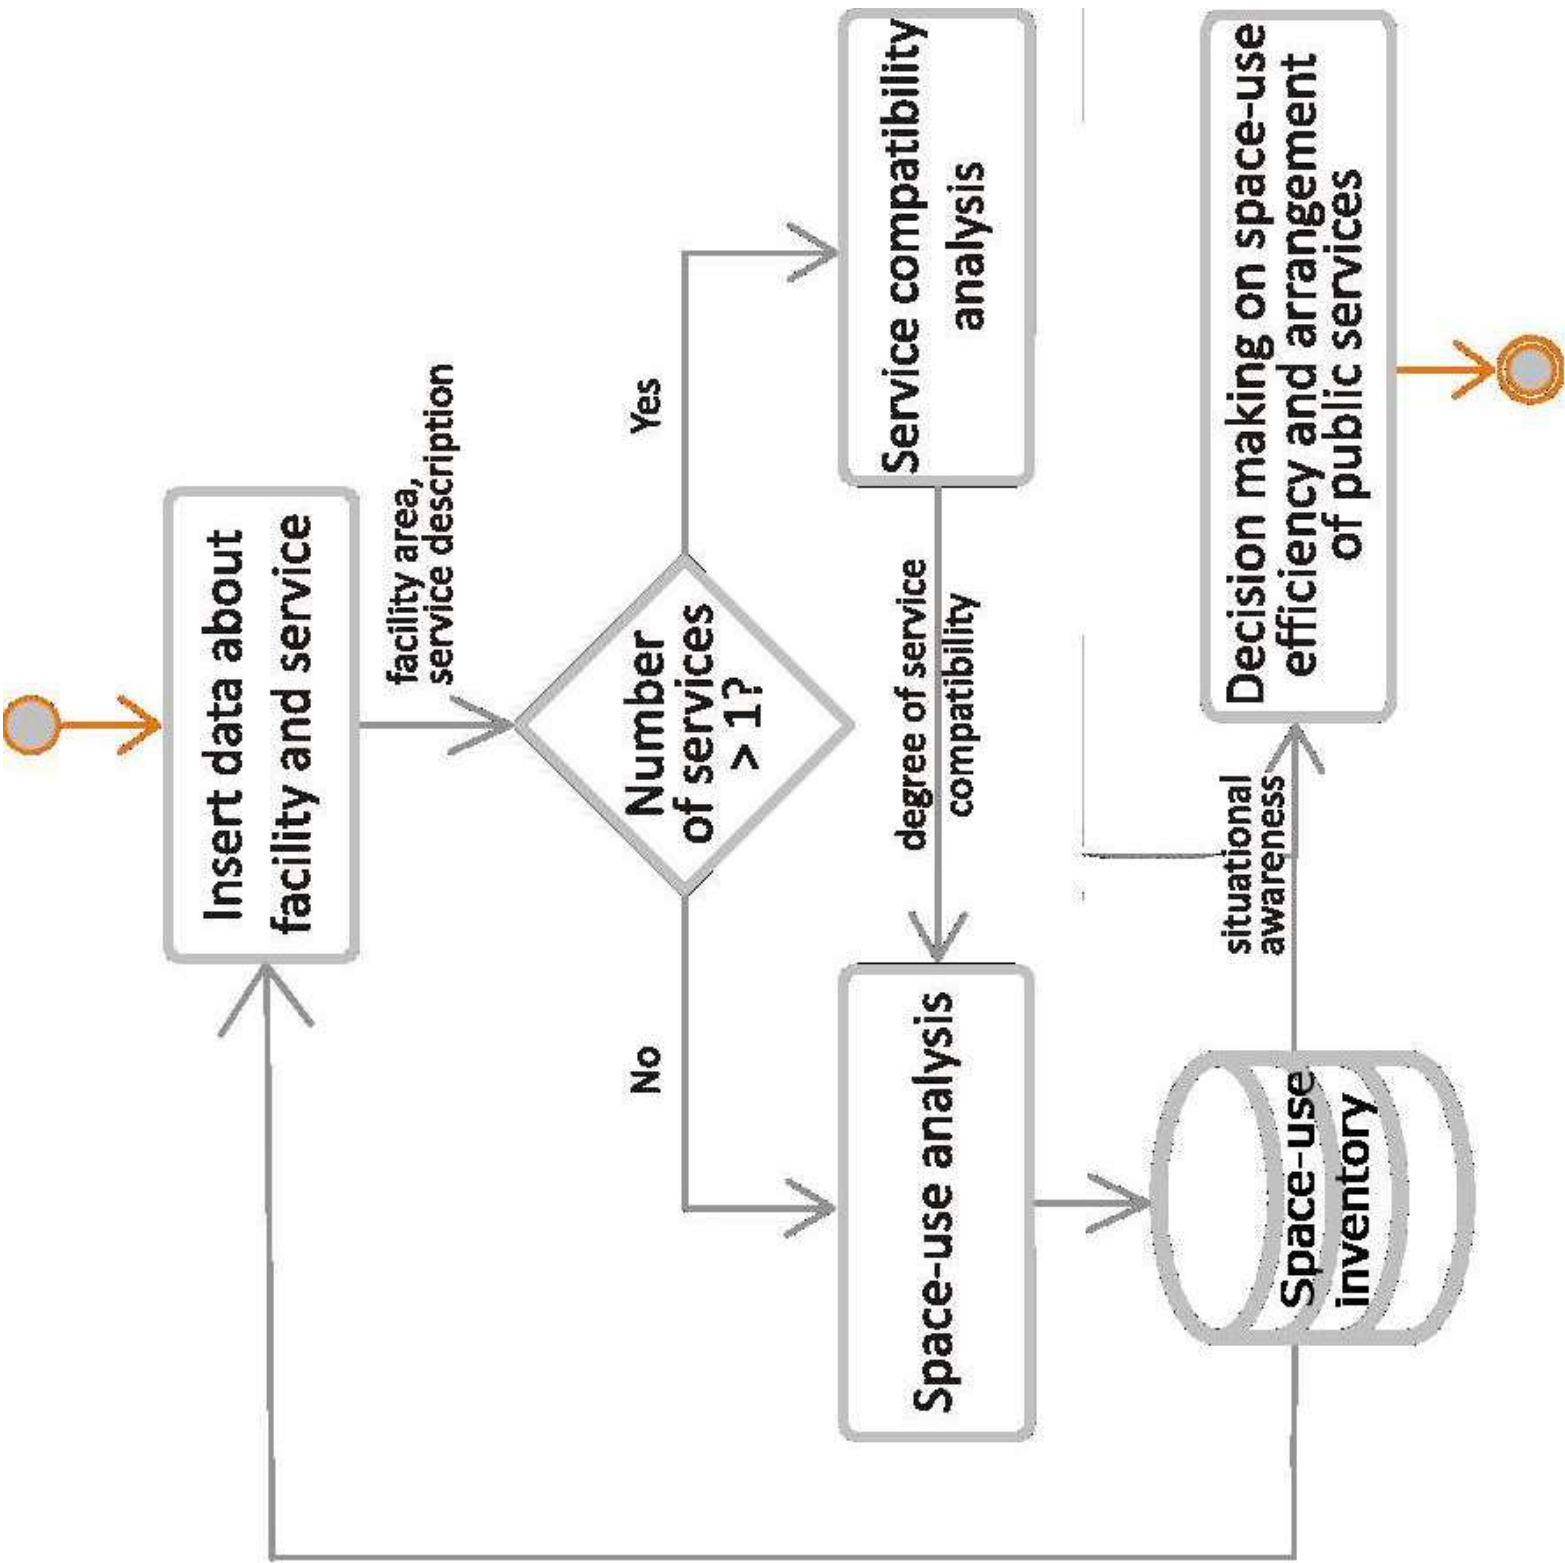 Insert data about
facility and service
facility area,
service description
Number
of services
> 1?
Yes
No
Service compatibility
analysis
degree of service
compatibility
Space-use analysis
Space-use
inventory
situational
awareness
Decision making on space-use
efficiency and arrangement
of public services